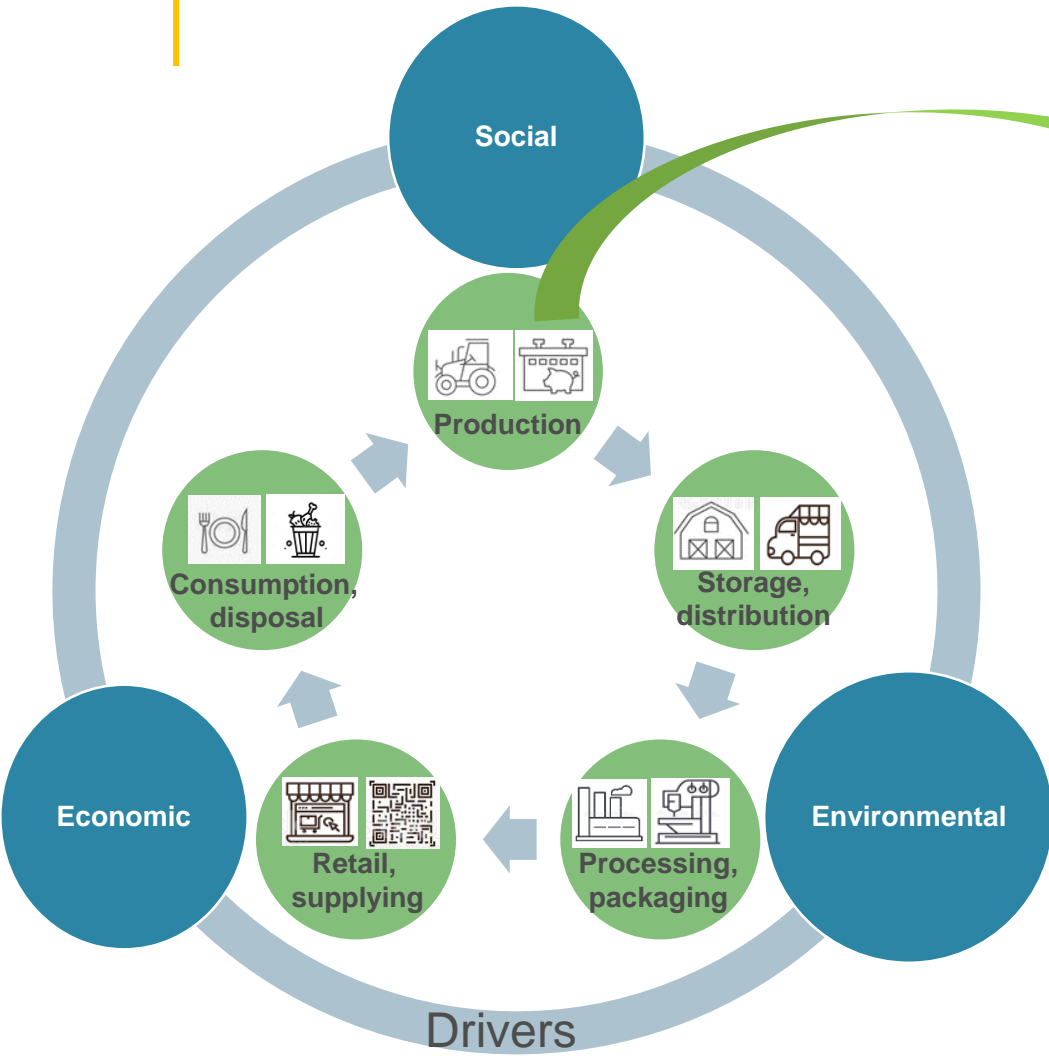 Social
Production
Storage,
distribution
Consumption,
disposal
Economic
Environmental
Retail,
supplying
Processing,
packaging
Drivers